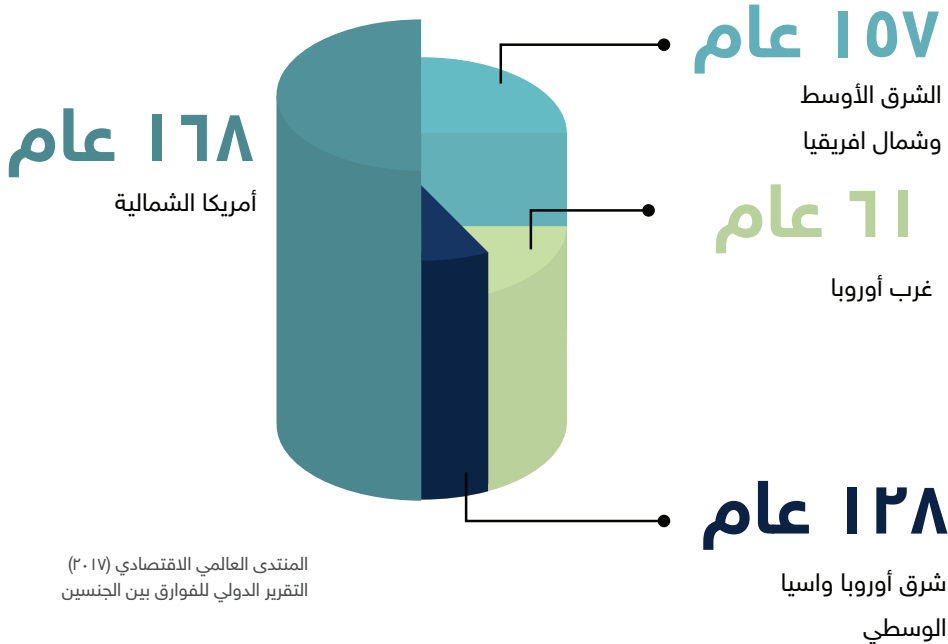 ١٥٧ عام
الشرق الأوسط
وشمال افريقيا
١٦٨ عام
أمريكا الشمالية
٦١ عام
غرب أوروبا
١٢٨ عام
شرق أوروبا واسيا
الوسطي
المنتدى العالمي الاقتصادي (٢٠١٧)
التقرير الدولي للفوارق بين الجنسين